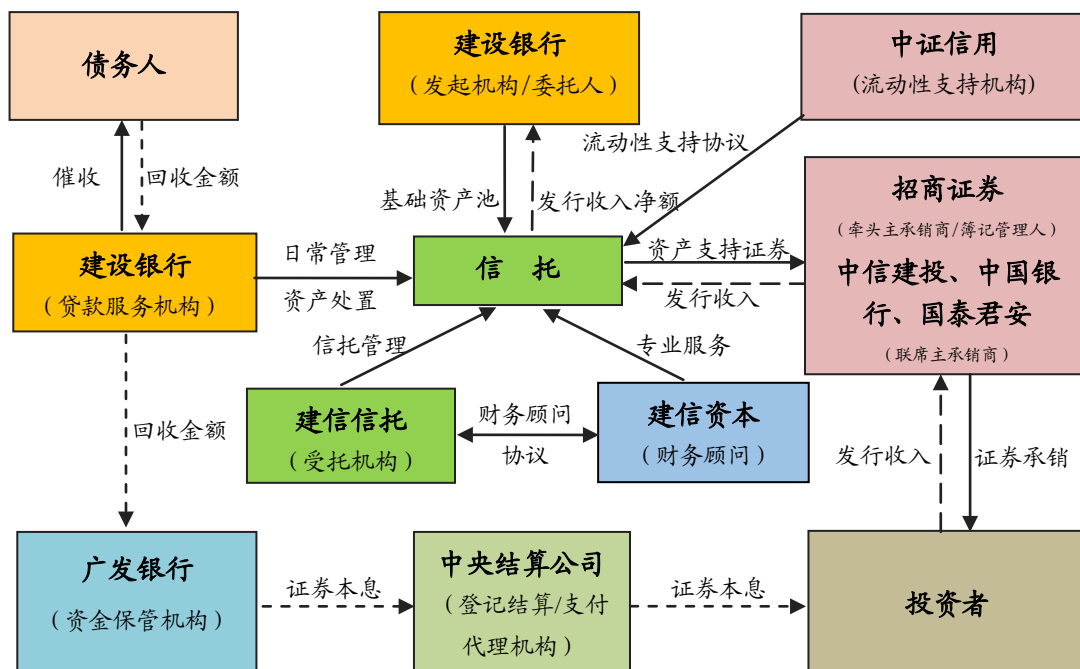 债务人
建设银行
（发起机构/委托人）
中证信用
(流动性支持机构)
催收
回收金额
基础资产池
发行收入净额
流动性支持协议
建设银行
（贷款服务机构）
日常管理
资产处置
信 托
资产支持证券
发行收入
招商证券
（牵头主承销商/簿记管理人）
中信建投、中国银
行、国泰君安
（联席主承销商）
信托管理
专业服务
回收金额
建信信托
（受托机构）
财务顾问
协议
建信资本
（财务顾问）
发行收入
证券承销
广发银行
（资金保管机构）
证券本息
中央结算公司
（登记结算/支付
代理机构）
证券本息
投资者